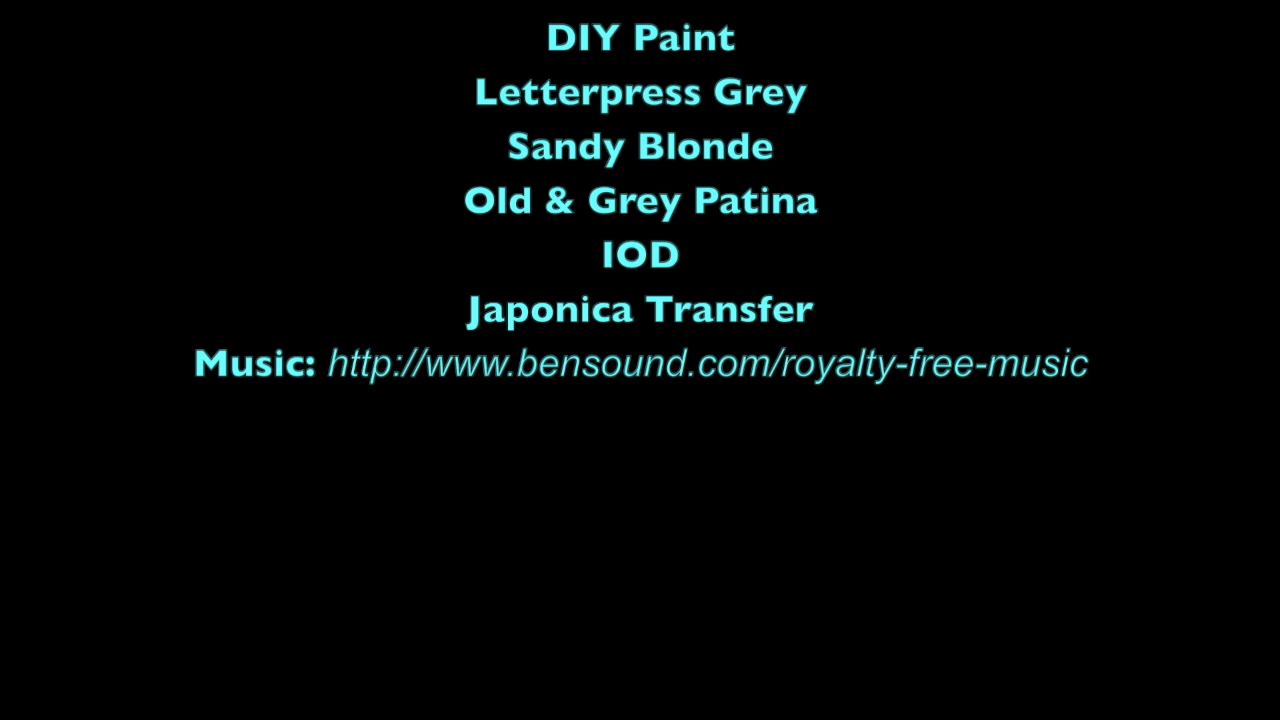 DIY Paint
Letterpress Grey
Sandy Blonde
Old & Grey Patina
IOD
Japonica Transfer
Music: http://www.bensound.com/royalty-free-music